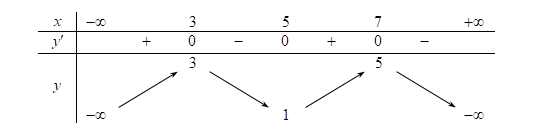 x −∞ 3 5 7 +∞
y′ + 0 − 0 + 0 −
3 5
y
−∞ 1 −∞